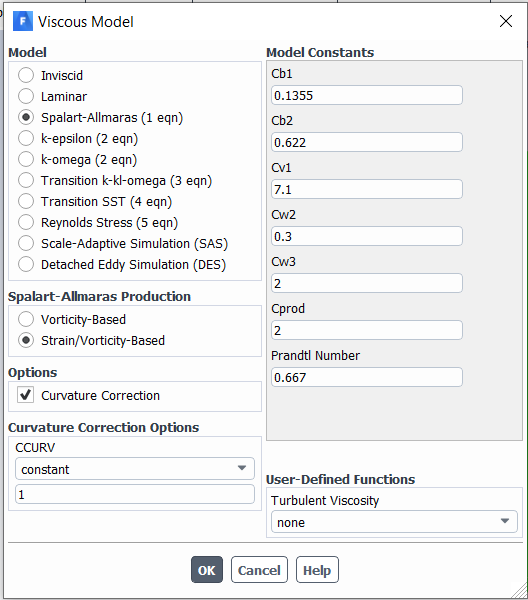 Viscous Model
Model
Inviscid
Laminar
Spalart-Allmaras (1 eqn)
k-epsilon (2 eqn)
k-omega (2 eqn)
Transition k-kl-omega (3 eqn)
Transition SST (4 eqn)
Reynolds Stress (5 eqn)
Scale-Adaptive Simulation (SAS)
Detached Eddy Simulation (DES)
Spalart-Allmaras Production
Vorticity-Based
Strain/Vorticity-Based
Options
Curvature Correction
Curvature Correction Options
CCURV
constant
1
Model Constants
Cb1
0.1355
Cb2
0.622
Cv1
7.1
Cw2
0.3
Cw3
2
Cprod
2
Prandtl Number
0.667
User-Defined Functions
Turbulent Viscosity
none
OK
Cancel
Help